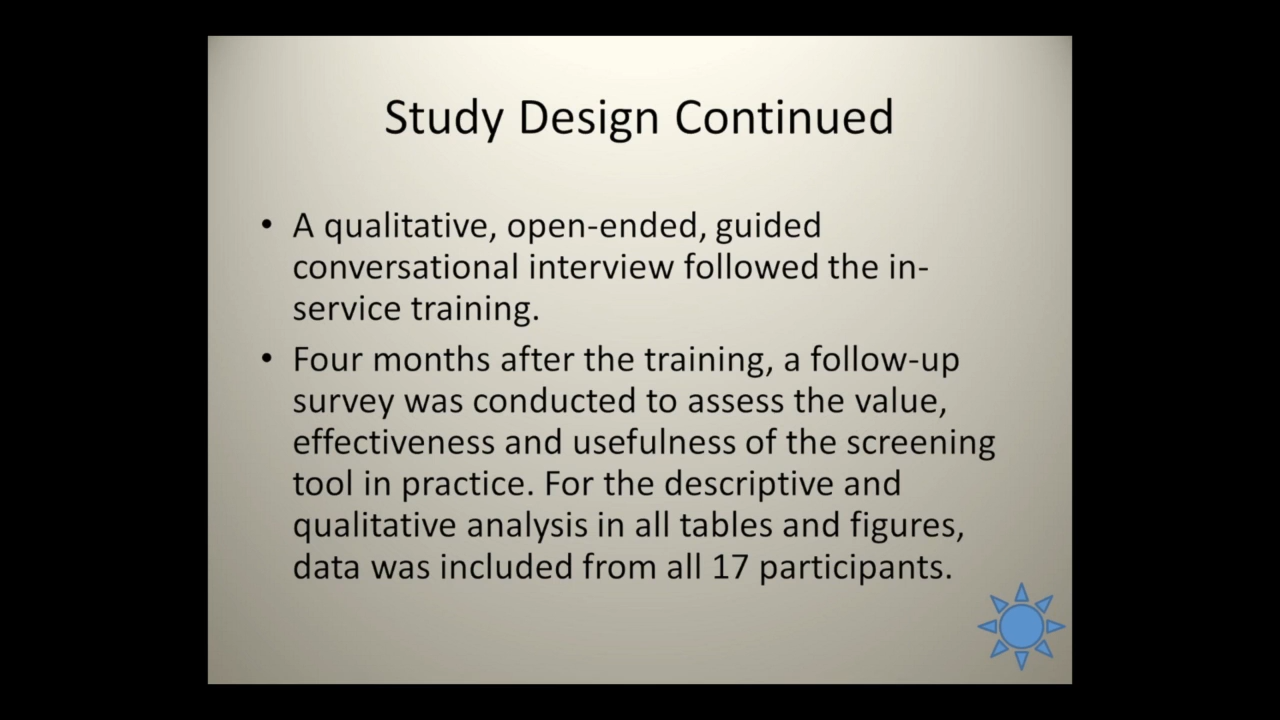 Study Design Continued
• A qualitative, open-ended, guided
conversational interview followed the in-
service training.
• Four months after the training, a follow-up
survey was conducted to assess the value,
effectiveness and usefulness of the screening
tool in practice. For the descriptive and
qualitative analysis in all tables and figures,
data was included from all 17 participants.